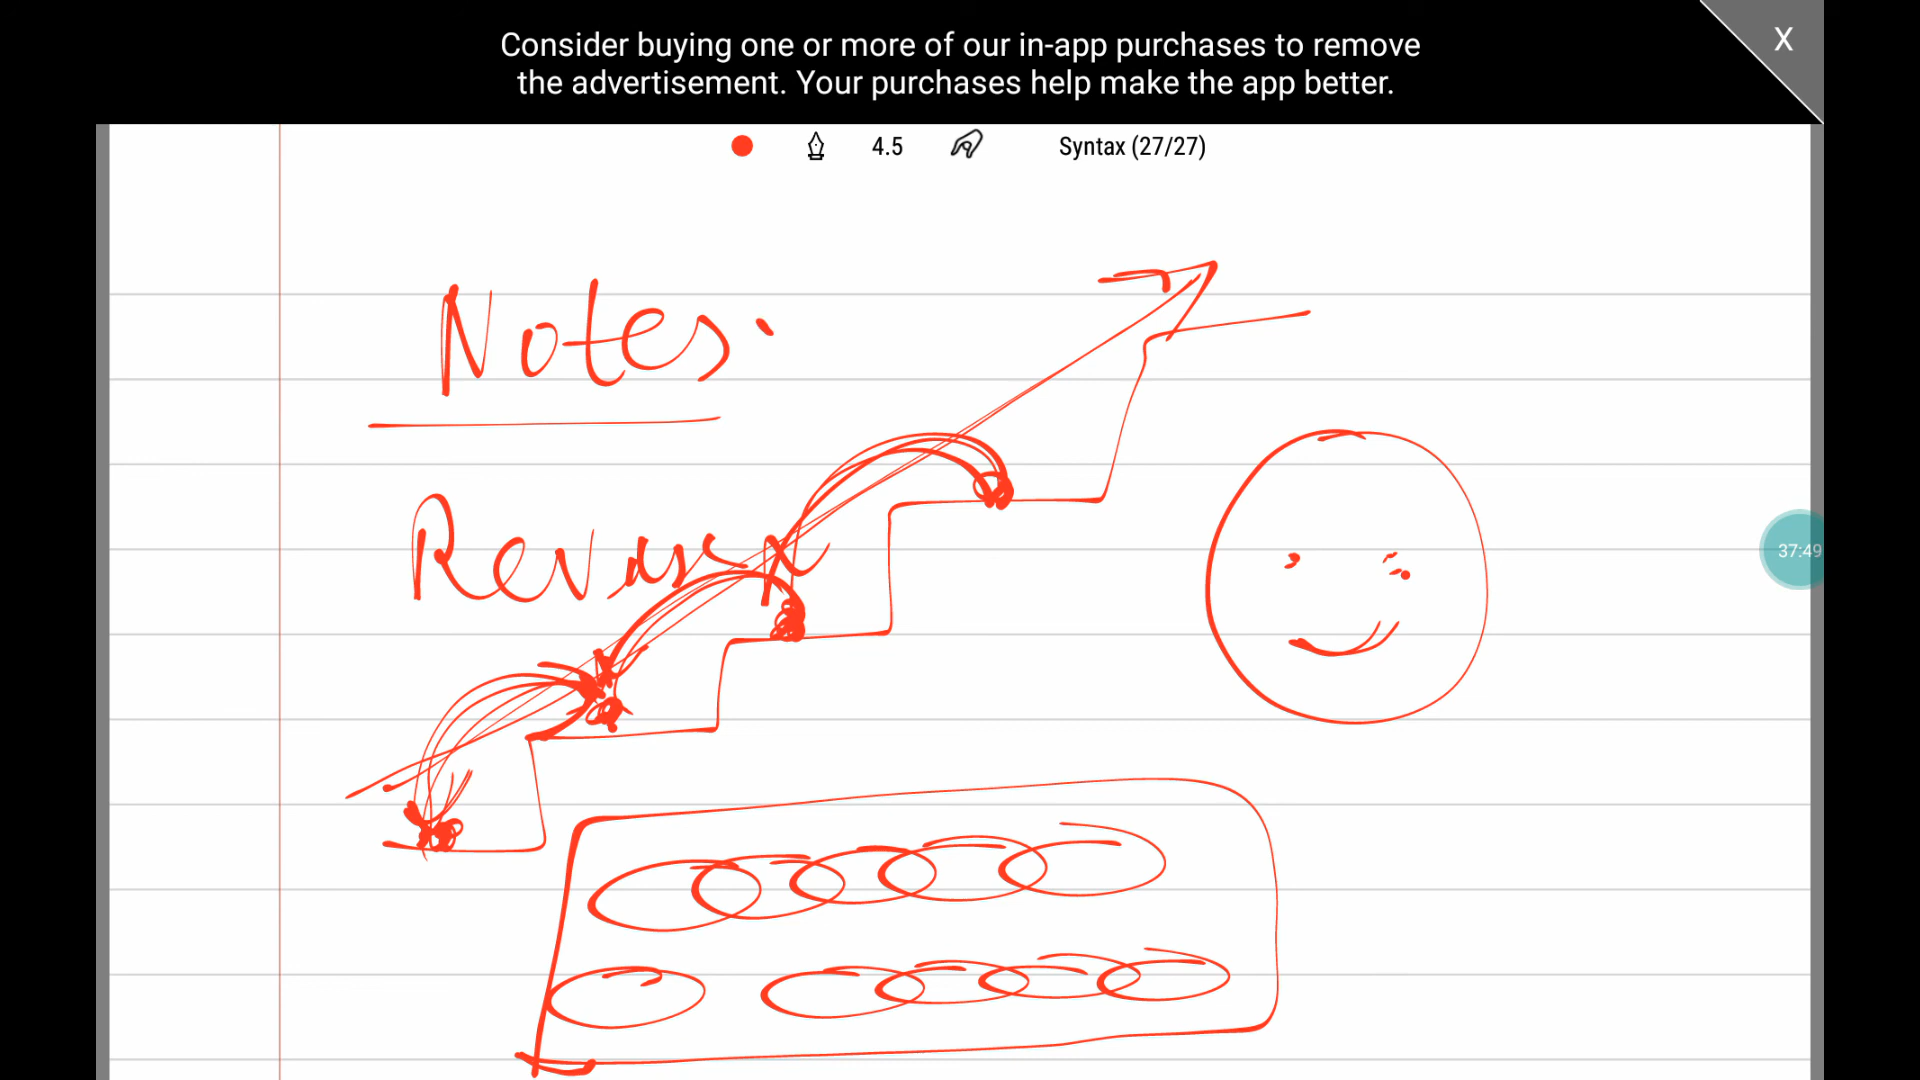 Consider buying one or more of our in-app purchases to remove
the advertisement. Your purchases help make the app better.
X
4.5 Syntax (27/27)
Notes.
37:49